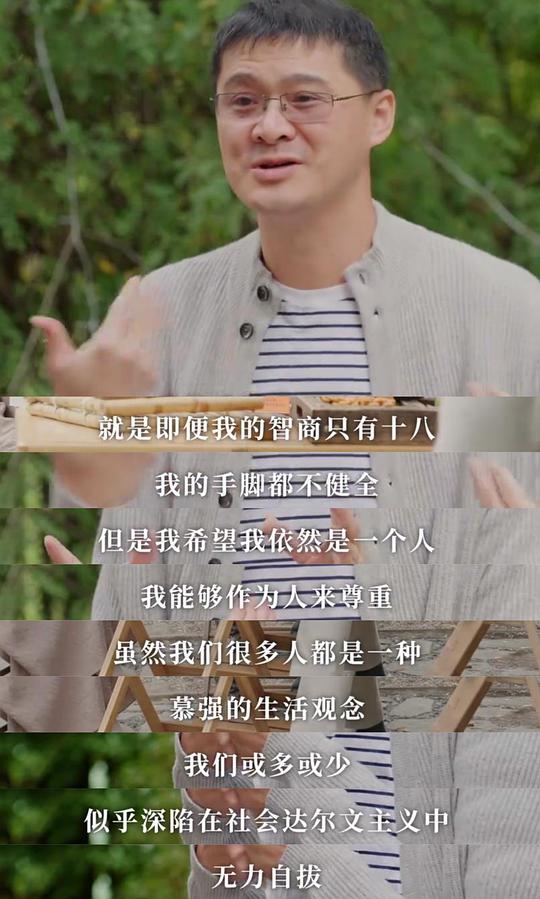 就是即便我的智商只有十八
我的手脚都不健全
但是我希望我依然是一个人
我能够作为人来尊重
虽然我们很多人都是一种
慕强的生活观念
我们或多或少
似乎深陷在社会达尔文主义中
无力自拔